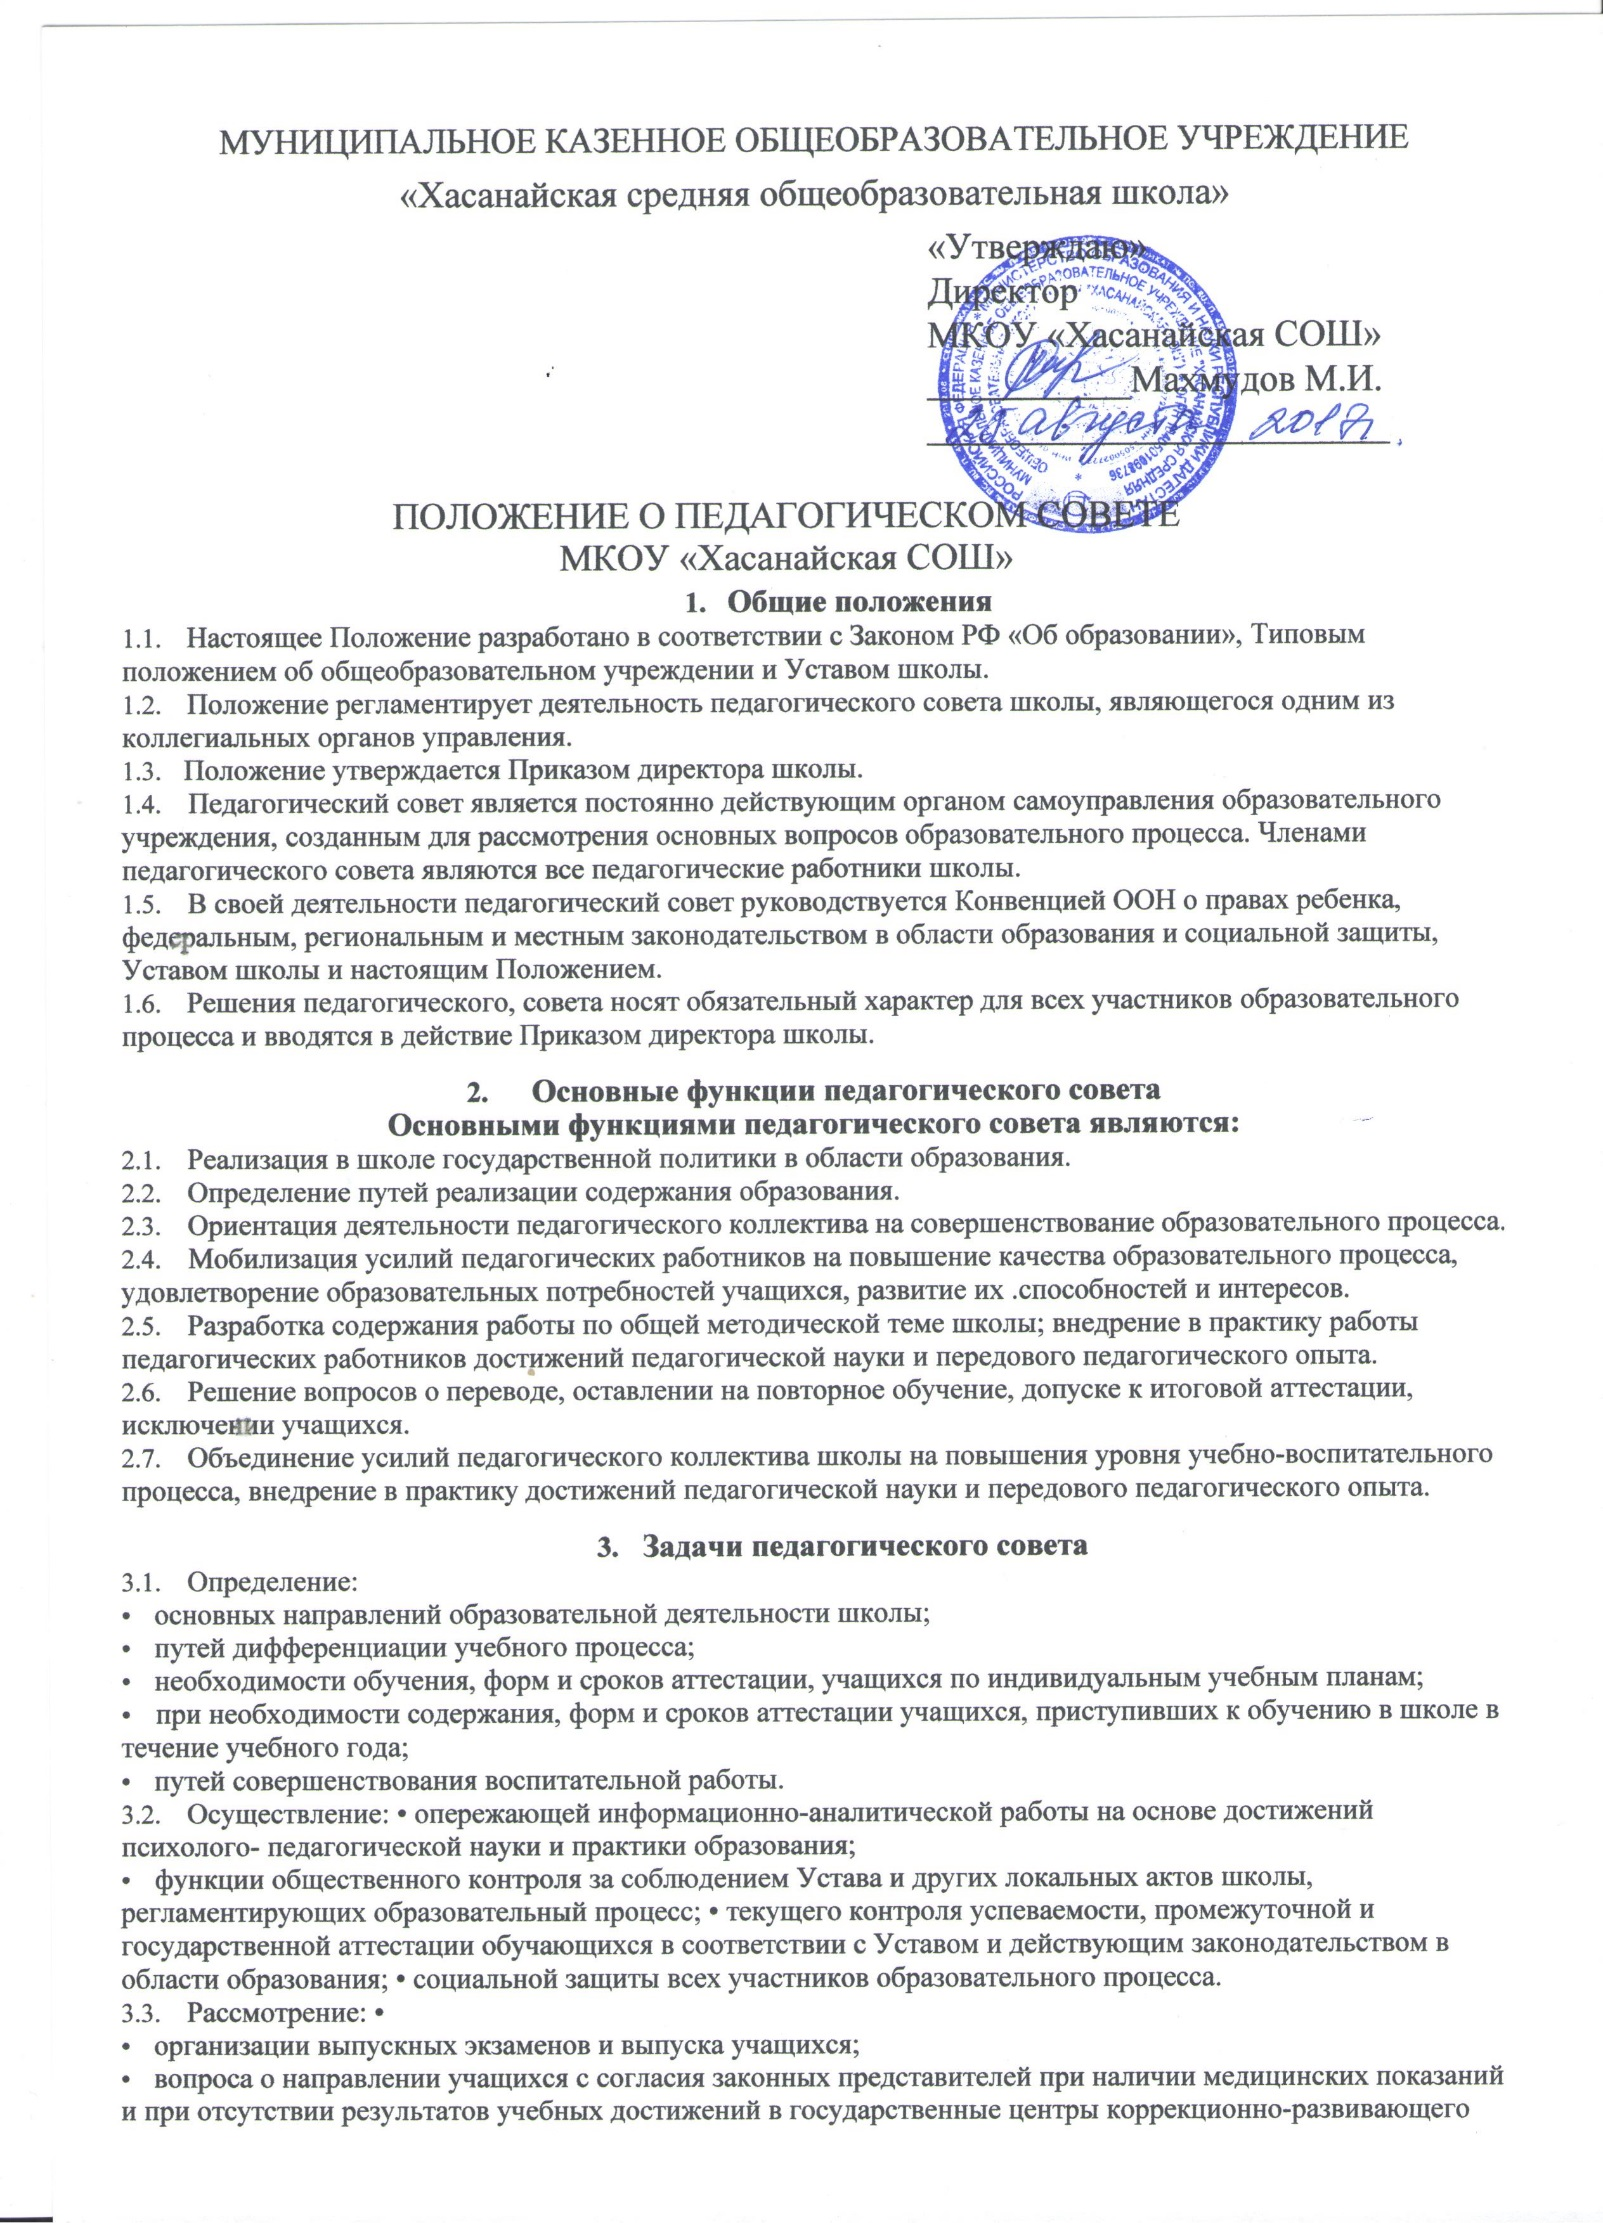 МУНИЦИПАЛЬНОЕ КАЗЕННОЕ ОБЩЕОБРАЗОВАТЕЛЬНОЕ УЧРЕЖДЕНИЕ
«Хасанайская средняя общеобразовательная школа»
«Утверждаю»
Директор
МКОУ «Хасанайская СОШ»
Махмудов М.И.
августа 2017г
ПОЛОЖЕНИЕ О ПЕДАГОГИЧЕСКОМ СОВЕТЕ
МКОУ «Хасанайская СОШ»
1. Общие положения
1.1. Настоящее Положение разработано в соответствии с Законом РФ «Об образовании», Типовым
положением об общеобразовательном учреждении и Уставом школы.
1.2. Положение регламентирует деятельность педагогического совета школы, являющегося одним из
коллегиальных органов управления.
1.3. Положение утверждается Приказом директора школы.
1.4. Педагогический совет является постоянно действующим органом самоуправления образовательного
учреждения, созданным для рассмотрения основных вопросов образовательного процесса. Членами
педагогического совета являются все педагогические работники школы.
1.5. В своей деятельности педагогический совет руководствуется Конвенцией ООН о правах ребенка,
федеральным, региональным и местным законодательством в области образования и социальной защиты,
Уставом школы и настоящим Положением.
1.6. Решения педагогического, совета носят обязательный характер для всех участников образовательного
процесса и вводятся в действие Приказом директора школы.
2. Основные функции педагогического совета
Основными функциями педагогического совета являются:
2.1. Реализация в школе государственной политики в области образования.
2.2. Определение путей реализации содержания образования.
2.3. Ориентация деятельности педагогического коллектива на совершенствование образовательного процесса.
2.4. Мобилизация усилий педагогических работников на повышение качества образовательного процесса,
удовлетворение образовательных потребностей учащихся, развитие их .способностей и интересов.
2.5. Разработка содержания работы по общей методической теме школы; внедрение в практику работы
педагогических работников достижений педагогической науки и передового педагогического опыта.
2.6. Решение вопросов о переводе, оставлении на повторное обучение, допуске к итоговой аттестации,
исключении учащихся.
2.7. Объединение усилий педагогического коллектива школы на повышения уровня учебно-воспитательного
процесса, внедрение в практику достижений педагогической науки и передового педагогического опыта.
3. Задачи педагогического совета
3.1. Определение:
• основных направлений образовательной деятельности школы;
• путей дифференциации учебного процесса;
• необходимости обучения, форм и сроков аттестации, учащихся по индивидуальным учебным планам;
• при необходимости содержания, форм и сроков аттестации учащихся, приступивших к обучению в школе в
течение учебного года;
• путей совершенствования воспитательной работы.
3.2. Осуществление: • опережающей информационно-аналитической работы на основе достижений
психолого- педагогической науки и практики образования;
• функции общественного контроля за соблюдением Устава и других локальных актов школы,
регламентирующих образовательный процесс; • текущего контроля успеваемости, промежуточной и
государственной аттестации обучающихся в соответствии с Уставом и действующим законодательством в
области образования; • социальной защиты всех участников образовательного процесса.
3.3. Рассмотрение: •
• организации выпускных экзаменов и выпуска учащихся;
• вопроса о направлении учащихся с согласия законных представителей при наличии медицинских показаний
и при отсутствии результатов учебных достижений в государственные центры коррекционно-развивающего